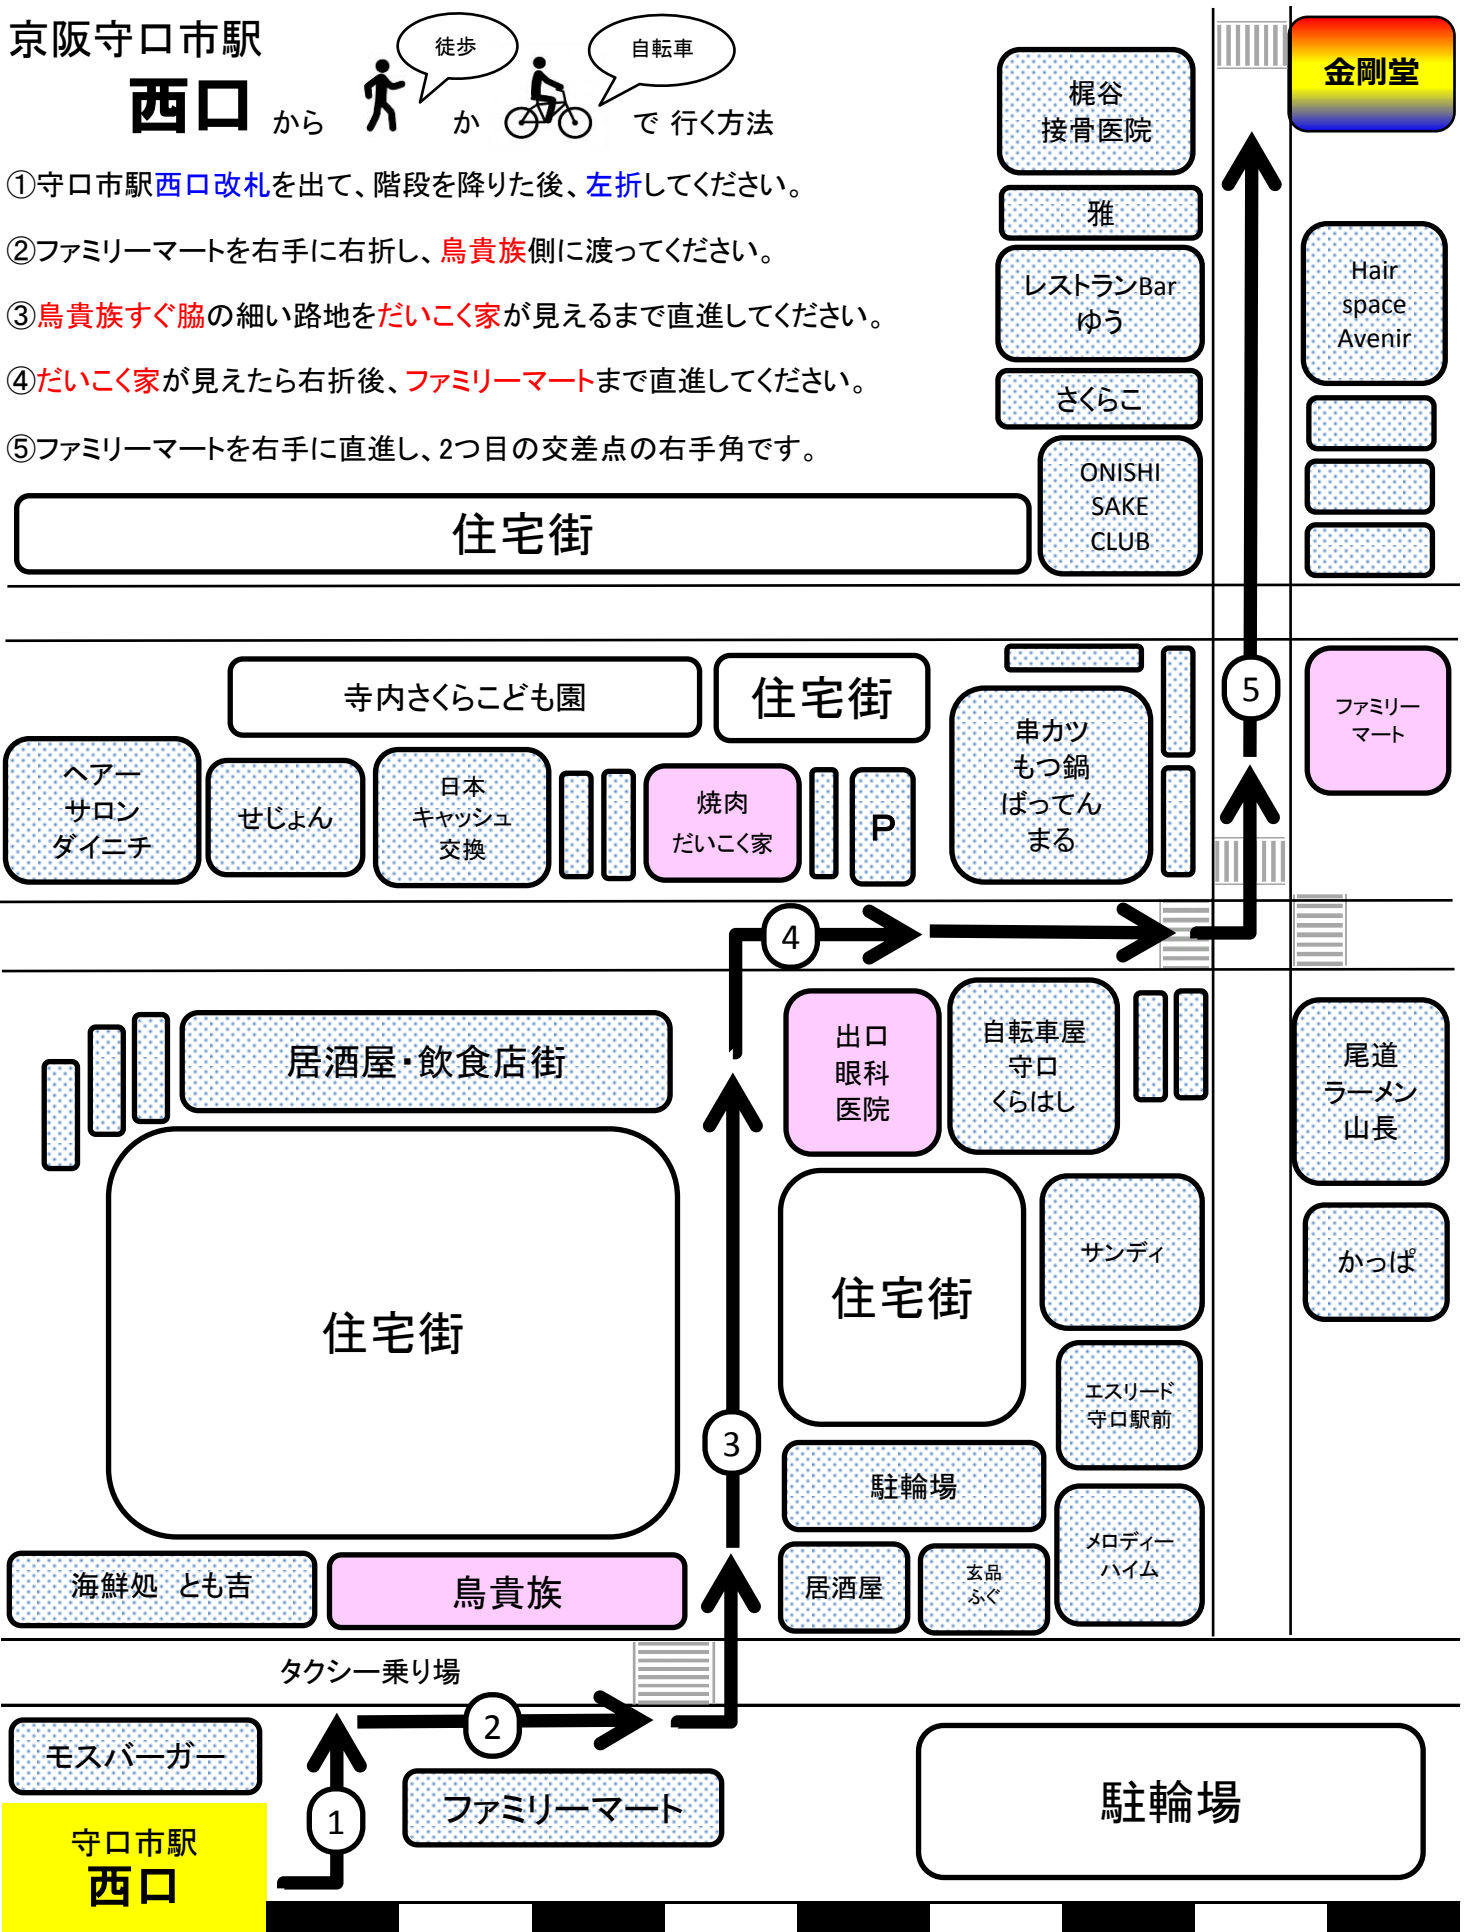 京阪守口市駅
西口 から 徒歩 か 自転車 で 行く方法
①守口市駅西口改札を出て、階段を降りた後、左折してください。
②ファミリーマートを右手に右折し、鳥貴族側に渡ってください。
③鳥貴族すぐ脇の細い路地をだいこく家が見えるまで直進してください。
④だいこく家が見えたら右折後、ファミリーマートまで直進してください。
⑤ファミリーマートを右手に直進し、2つ目の交差点の右手角です。
金剛堂
梶谷
接骨医院
雅
レストランBar
ゆう
さくらこ
ONISHI
SAKE
CLUB
Hair
space
Avenir
住宅街
寺内さくらこども園
住宅街
串カツ
もつ鍋
ばってん
まる
5
ファミリー
マート
ヘアー
サロン
ダイニチ
せじょん
日本
キャッシュ
交換
焼肉
だいこく家
P
4
居酒屋・飲食店街
出口
眼科
医院
自転車屋
守口
くらはし
尾道
ラーメン
山長
住宅街
住宅街
サンディ
かっぱ
エスリード
守口駅前
3
駐輪場
メロディー
ハイム
海鮮処 とも吉
鳥貴族
居酒屋
玄品
ふぐ
タクシー乗り場
2
モスバーガー
1
ファミリーマート
駐輪場
守口市駅
西口